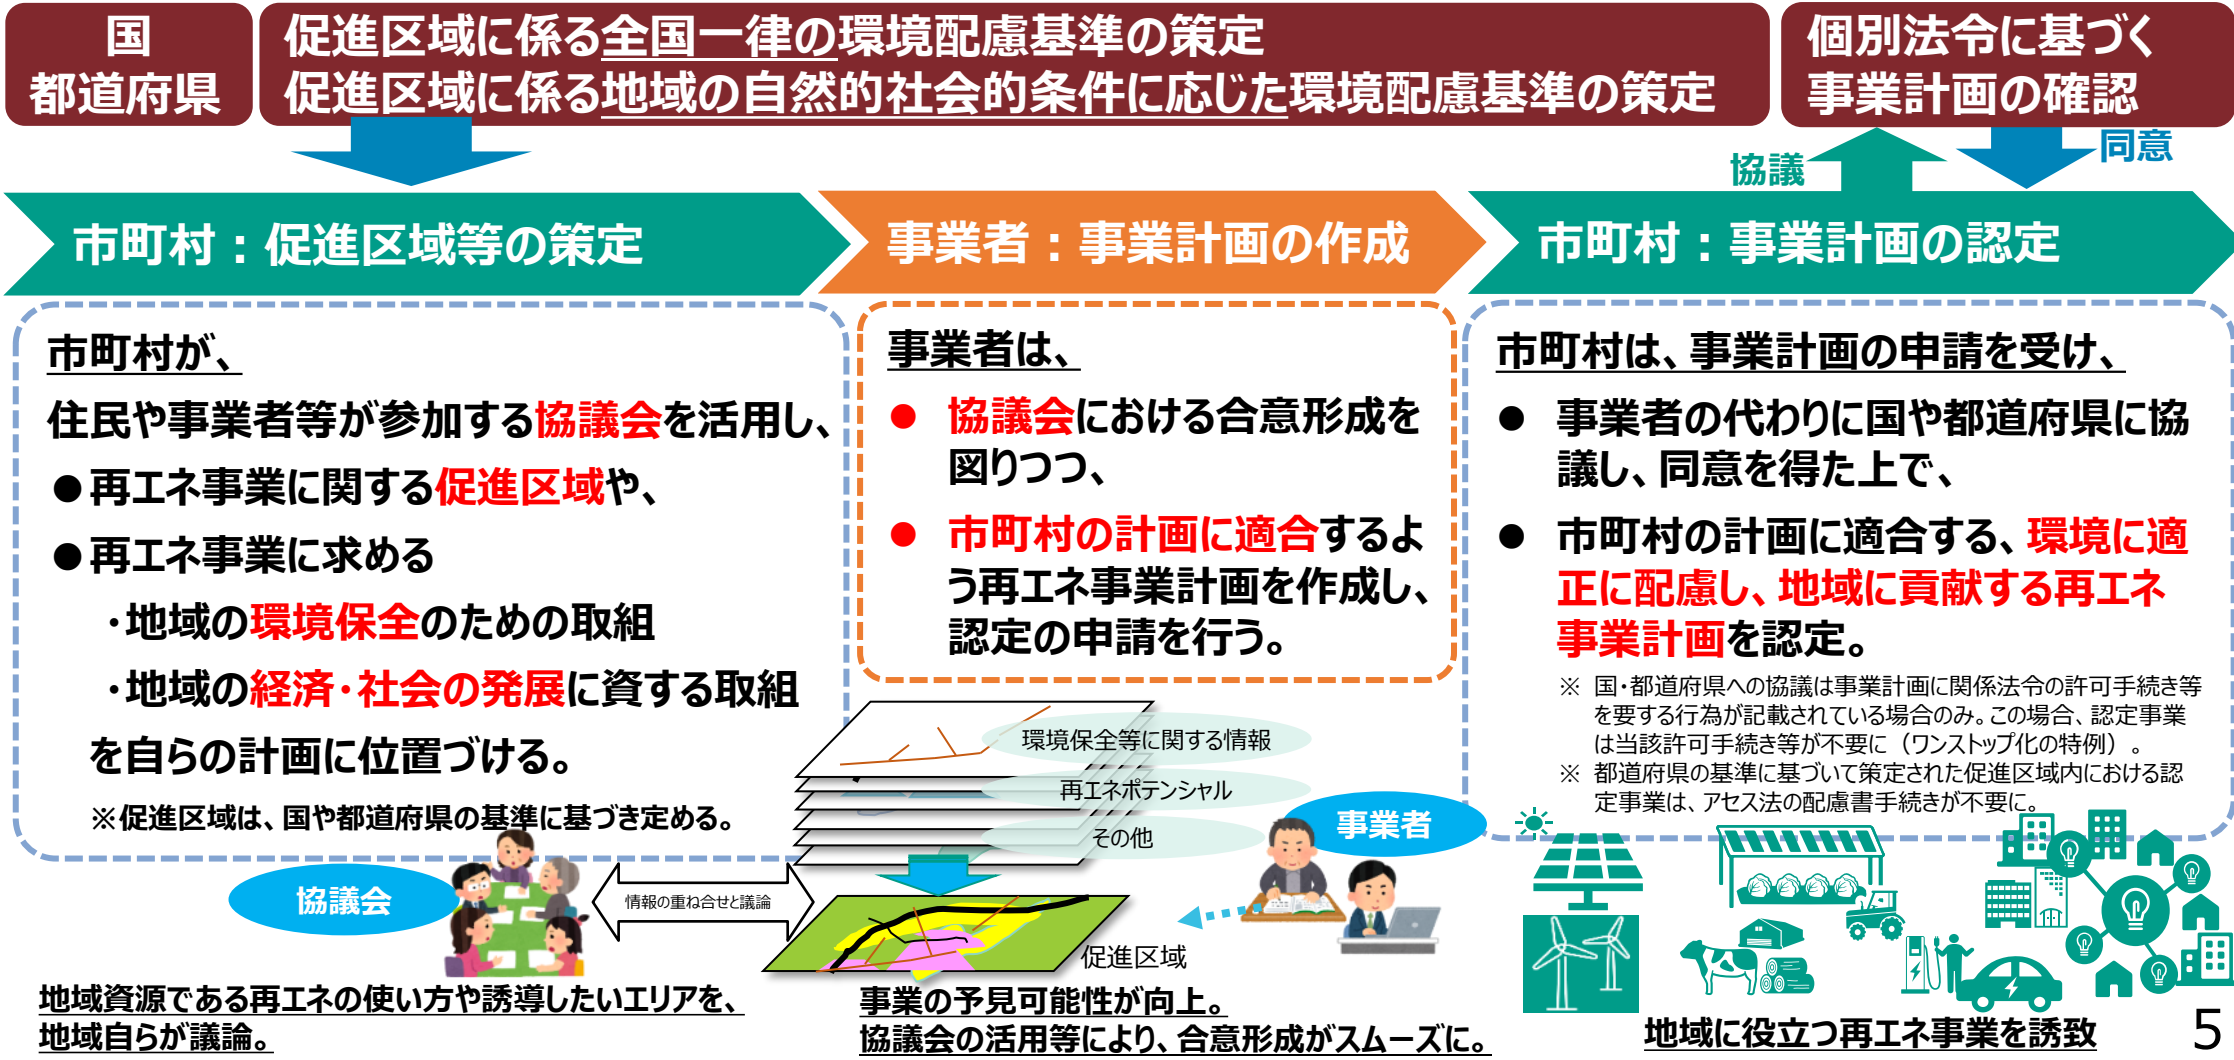 国
都道府県
促進区域に係る全国一律の環境配慮基準の策定
促進区域に係る地域の自然的社会的条件に応じた環境配慮基準の策定
個別法令に基づく
事業計画の確認
協議
同意
市町村：促進区域等の策定
事業者：事業計画の作成
市町村：事業計画の認定
市町村が、
住民や事業者等が参加する協議会を活用し、
●再エネ事業に関する促進区域や、
●再エネ事業に求める
・地域の環境保全のための取組
・地域の経済・社会の発展に資する取組
を自らの計画に位置づける。
※促進区域は、国や都道府県の基準に基づき定める。
事業者は、
● 協議会における合意形成を
図りつつ、
● 市町村の計画に適合するよ
う再エネ事業計画を作成し、
認定の申請を行う。
市町村は、事業計画の申請を受け、
● 事業者の代わりに国や都道府県に協
議し、同意を得た上で、
● 市町村の計画に適合する、環境に適
正に配慮し、地域に貢献する再エネ
事業計画を認定。
※ 国・都道府県への協議は事業計画に関係法令の許可手続き等
を要する行為が記載されている場合のみ。この場合、認定事業
は当該許可手続き等が不要に（ワンストップ化の特例）。
※ 都道府県の基準に基づいて策定された促進区域内における認
定事業は、アセス法の配慮書手続きが不要に。
環境保全等に関する情報
再エネポテンシャル
その他
事業者
協議会
情報の重ね合せと議論
促進区域
地域資源である再エネの使い方や誘導したいエリアを、
地域自らが議論。
事業の予見可能性が向上。
協議会の活用等により、合意形成がスムーズに。
地域に役立つ再エネ事業を誘致
5